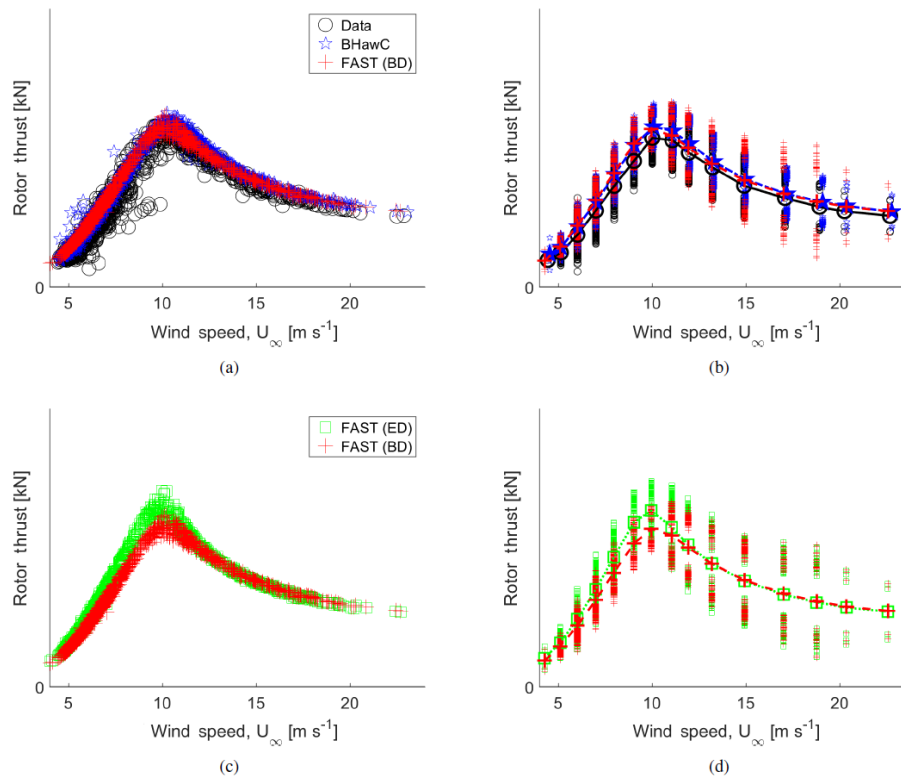 Data
BHawC
FAST (BD)
Rotor thrust [kN]
0
5 10 15 20
Wind speed, U∞ [m s⁻¹]
(a)
Rotor thrust [kN]
0
5 10 15 20
Wind speed, U∞ [m s⁻¹]
(b)
FAST (ED)
FAST (BD)
Rotor thrust [kN]
0
5 10 15 20
Wind speed, U∞ [m s⁻¹]
(c)
Rotor thrust [kN]
0
5 10 15 20
Wind speed, U∞ [m s⁻¹]
(d)